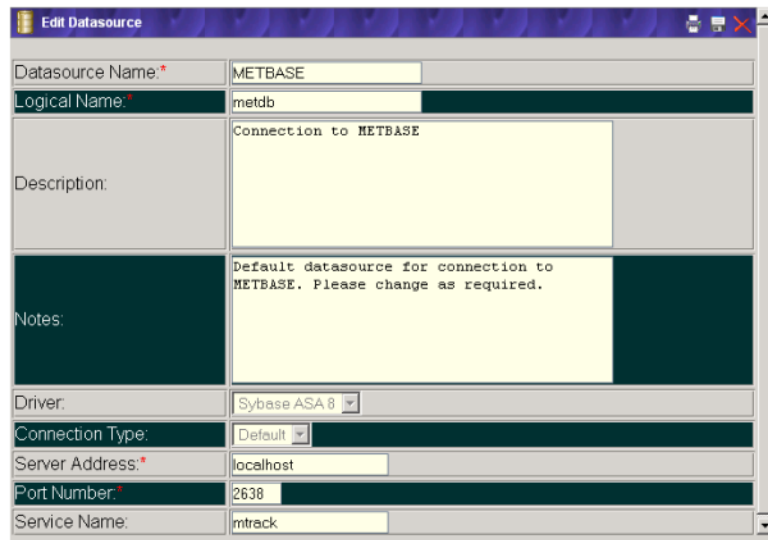 Edit Datasource
Datasource Name:* METBASE
Logical Name:* metdb
Description: Connection to METBASE
Notes: Default datasource for connection to
METBASE. Please change as required.
Driver: Sybase ASA 8
Connection Type: Default
Server Address:* localhost
Port Number:* 2638
Service Name: mtrack